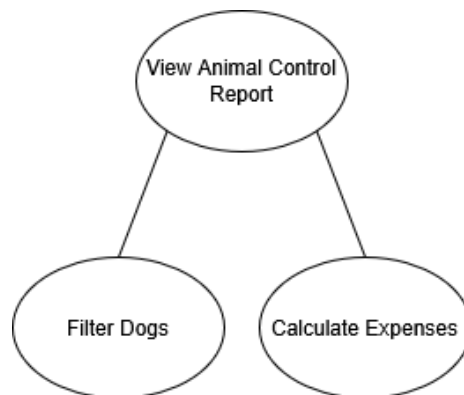 View Animal Control
Report
Filter Dogs
Calculate Expenses